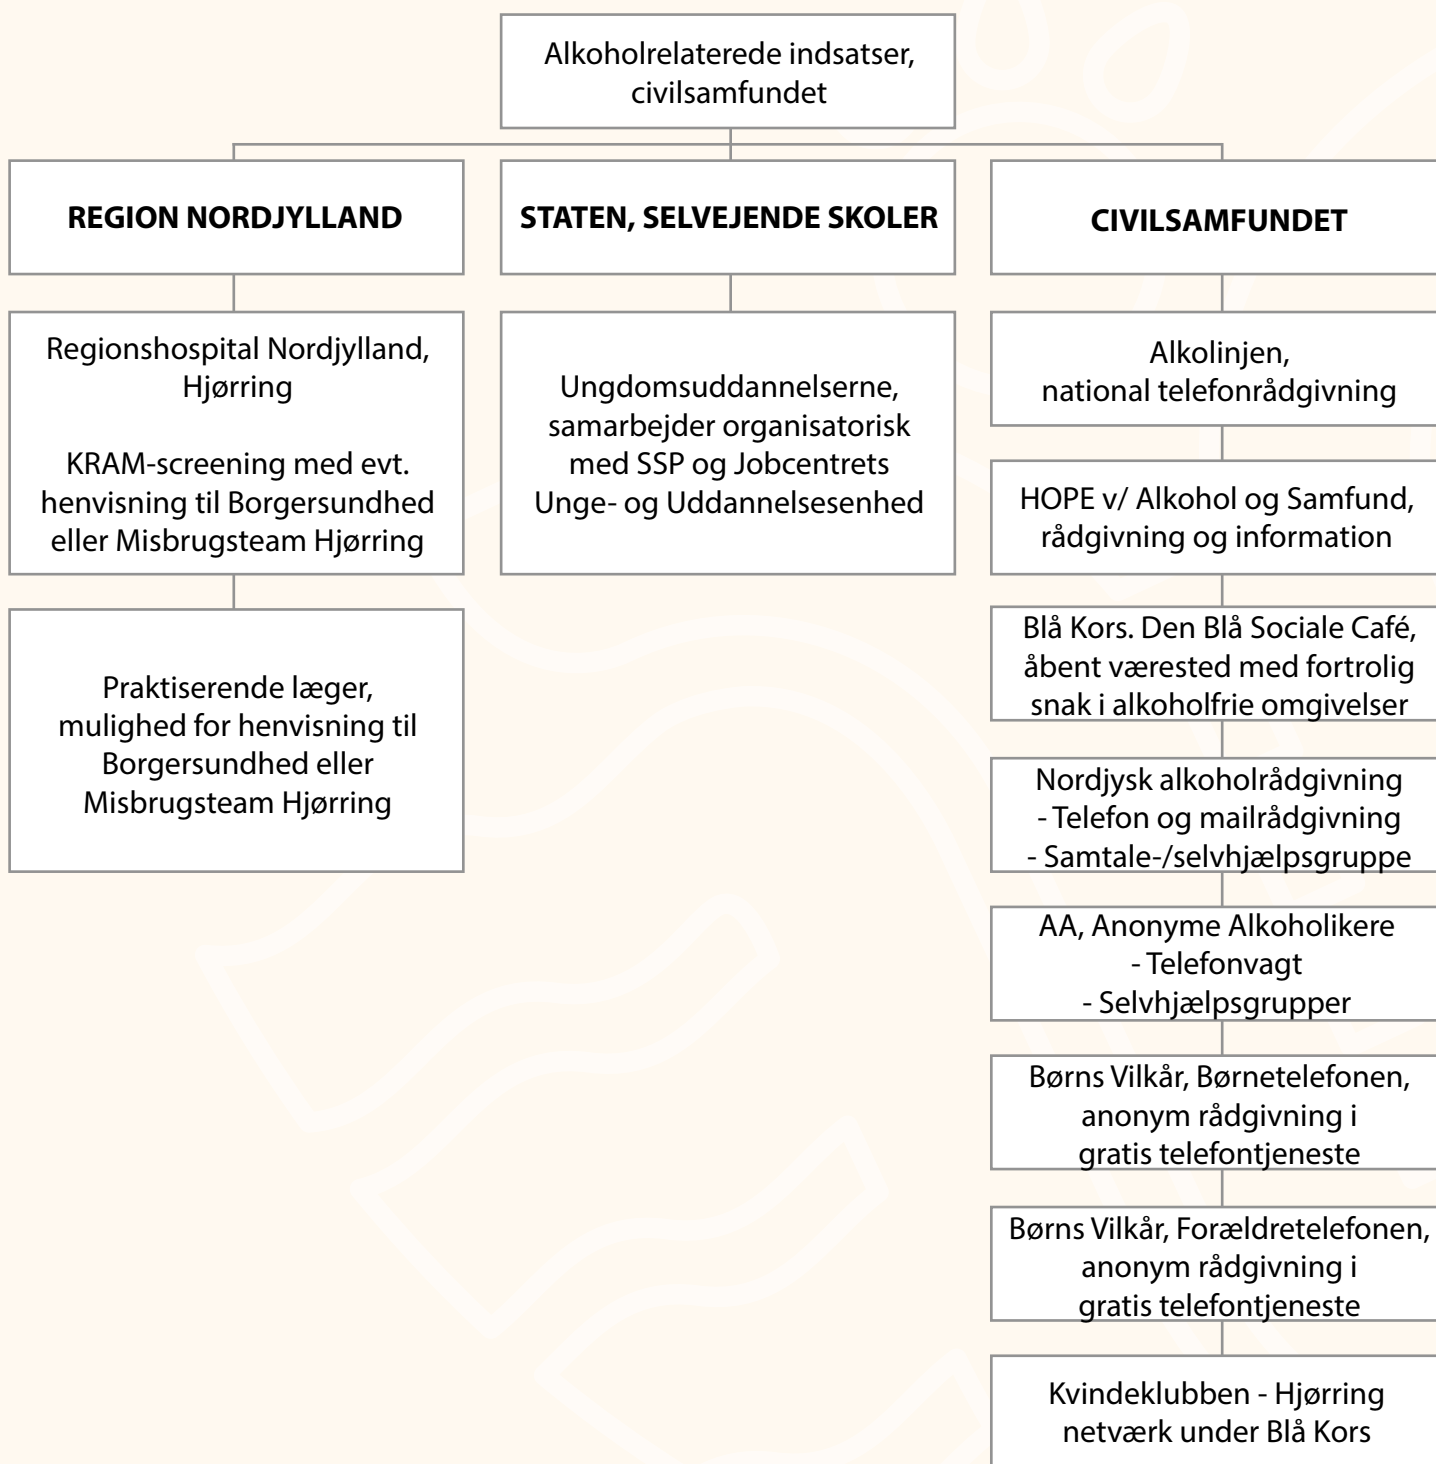 Alkoholrelaterede indsatser,
civilsamfundet
REGION NORDJYLLAND
Regionshospital Nordjylland,
Hjørring
KRAM-screening med evt.
henvisning til Borgersundhed
eller Misbrugsteam Hjørring
Praktiserende læger,
mulighed for henvisning til
Borgersundhed eller
Misbrugsteam Hjørring
STATEN, SELVEJENDE SKOLER
Ungdomsuddannelserne,
samarbejder organisatorisk
med SSP og Jobcentrets
Unge- og Uddannelsesenhed
CIVILSAMFUNDET
Alkolinjen,
national telefonrådgivning
HOPE v/ Alkohol og Samfund,
rådgivning og information
Blå Kors. Den Blå Sociale Café,
åbent værested med fortrolig
snak i alkoholfrie omgivelser
Nordjysk alkoholrådgivning
- Telefon og mailrådgivning
- Samtale-/selvhjælpsgruppe
AA, Anonyme Alkoholikere
- Telefonvagt
- Selvhjælpsgrupper
Børns Vilkår, Børnetelefonen,
anonym rådgivning i
gratis telefontjeneste
Børns Vilkår, Forældretelefonen,
anonym rådgivning i
gratis telefontjeneste
Kvindeklubben - Hjørring
netværk under Blå Kors